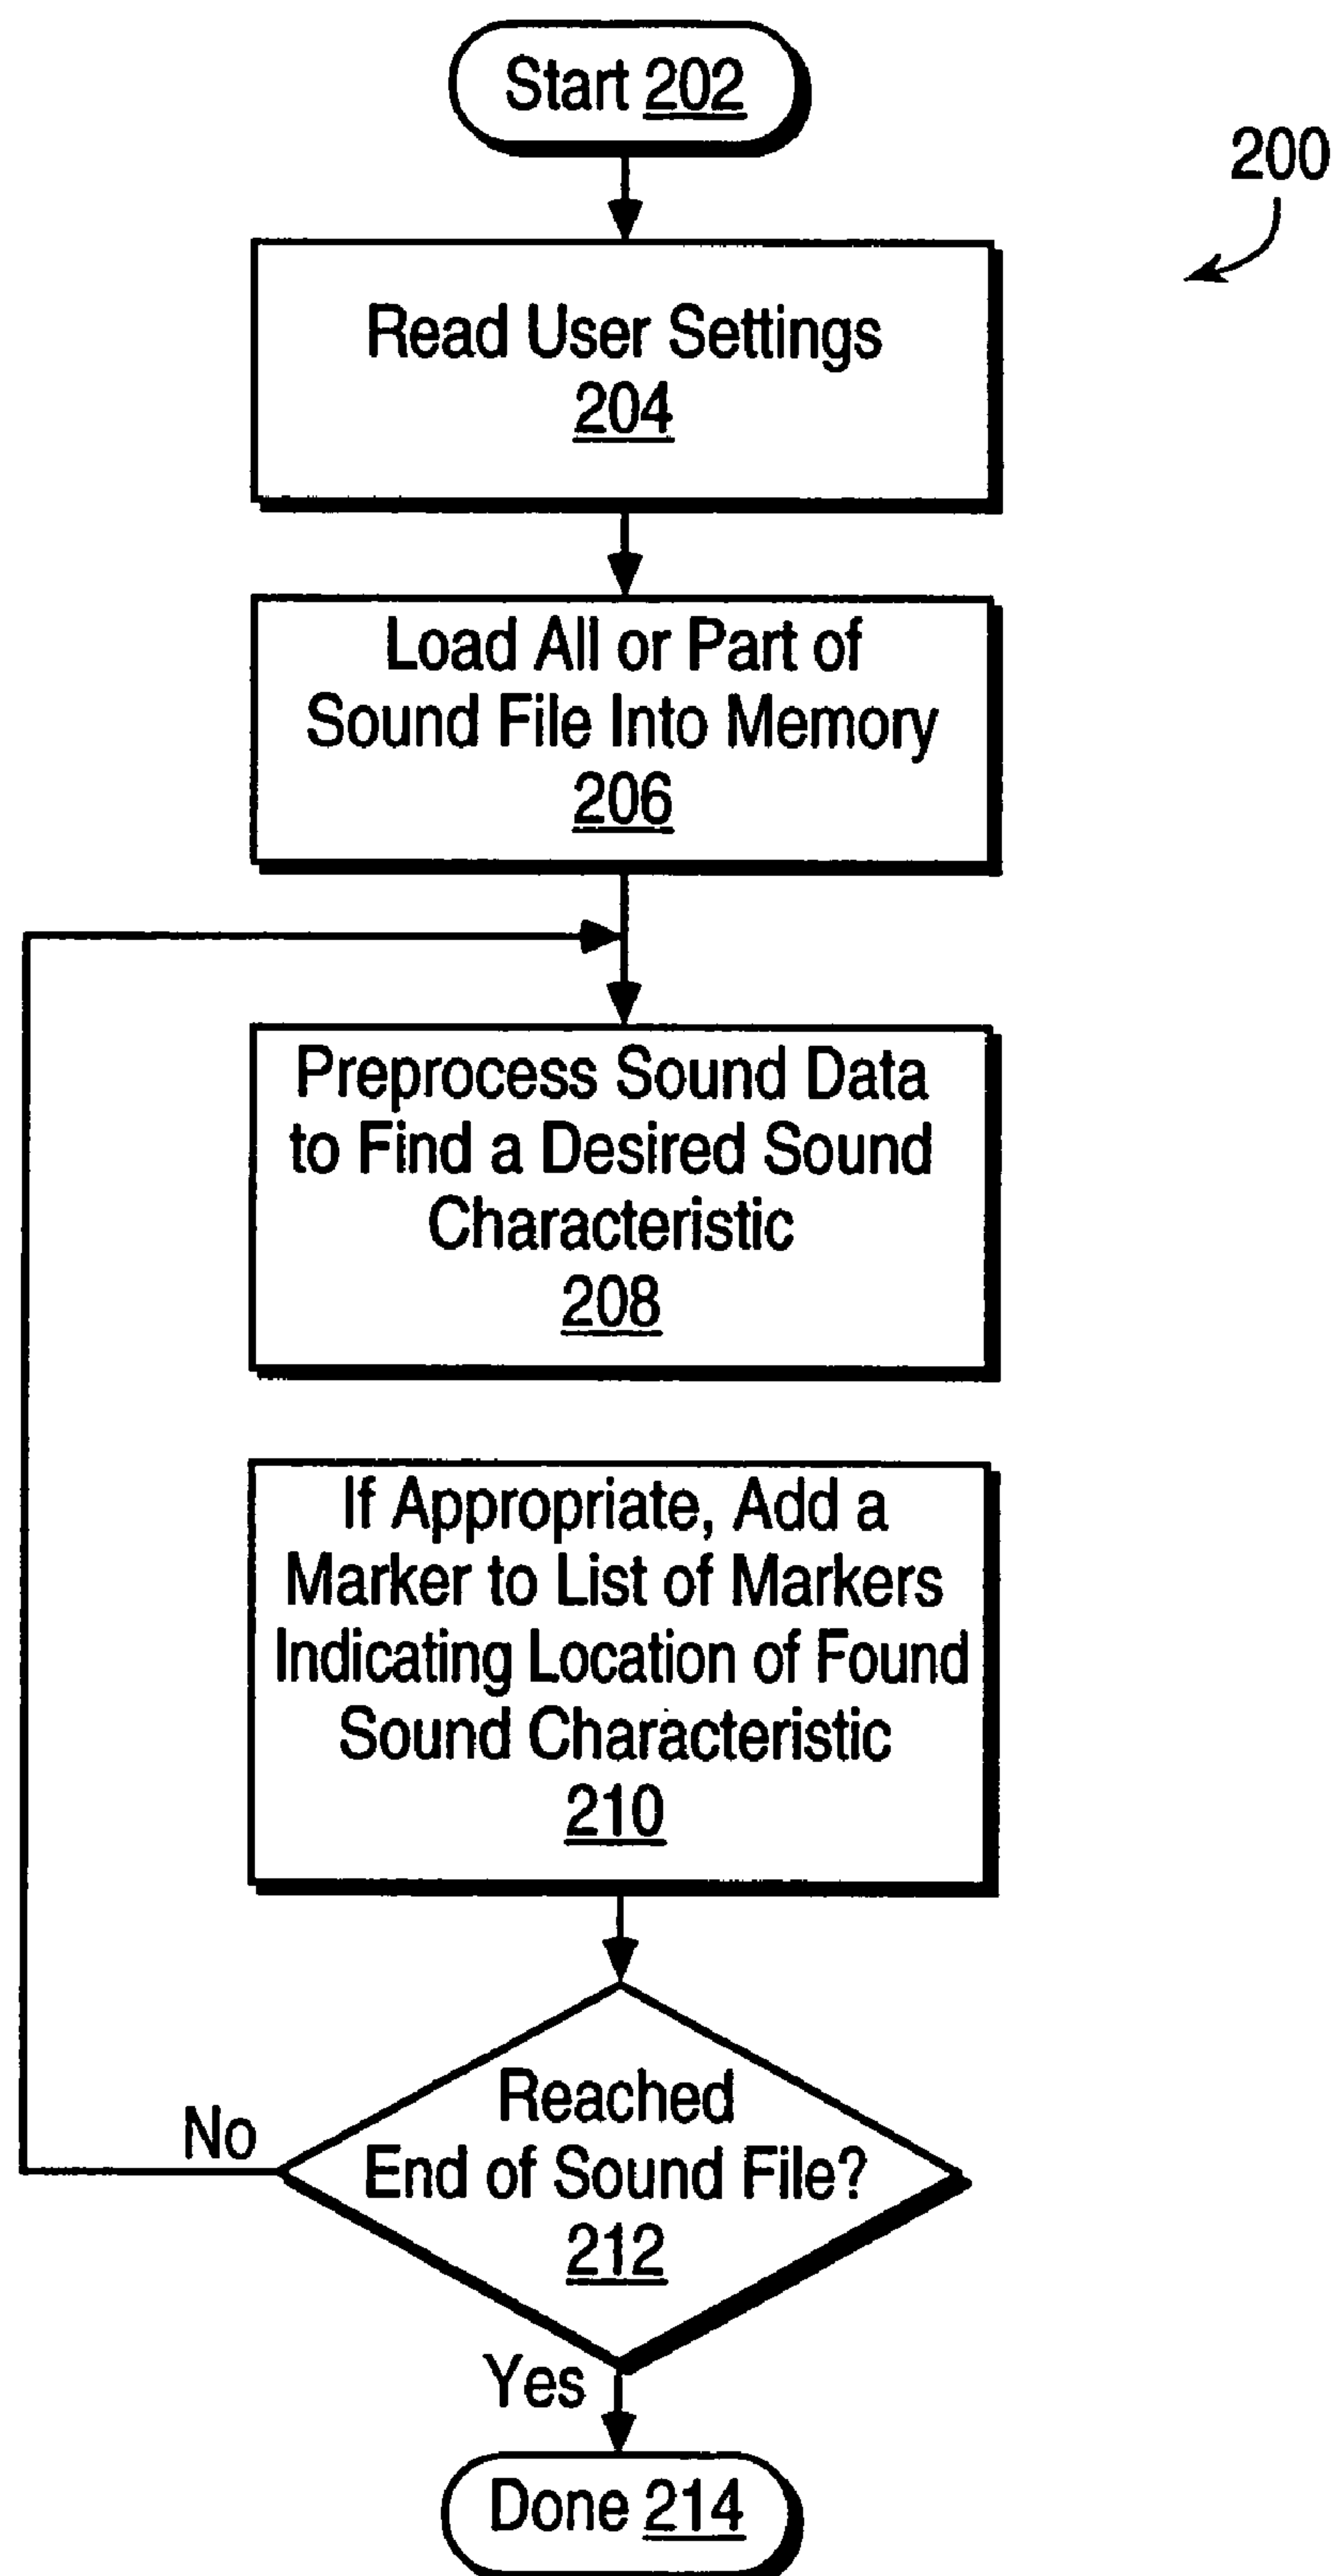 Start 202
200
Read User Settings
204
Load All or Part of
Sound File Into Memory
206
Preprocess Sound Data
to Find a Desired Sound
Characteristic
208
If Appropriate, Add a
Marker to List of Markers
Indicating Location of Found
Sound Characteristic
210
Reached
End of Sound File?
212
No
Yes
Done 214